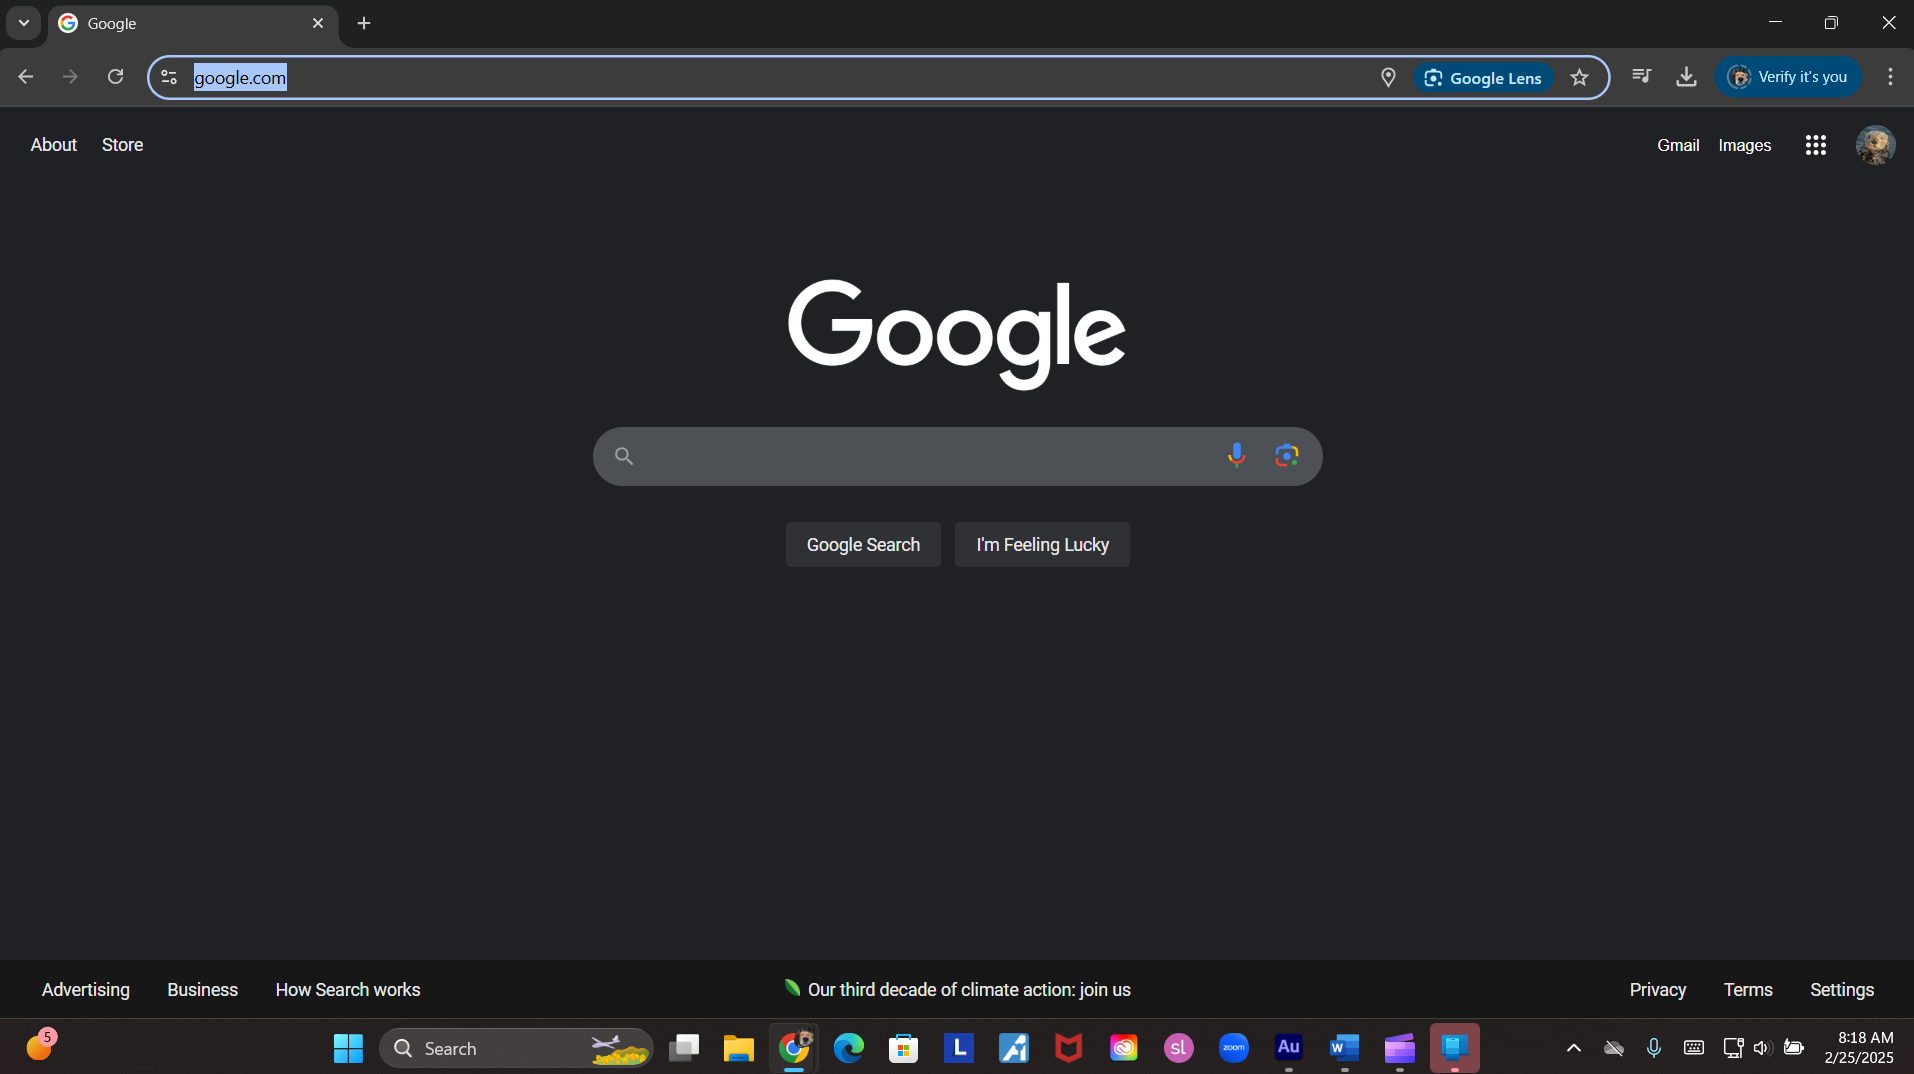 Google
google.com
Google Lens
Verify it's you
About
Store
Gmail
Images
Google
Google Search
I'm Feeling Lucky
Advertising
Business
How Search works
Our third decade of climate action: join us
Privacy
Terms
Settings
5
Search
L
sl
zoom
Au
W
8:18 AM
2/25/2025